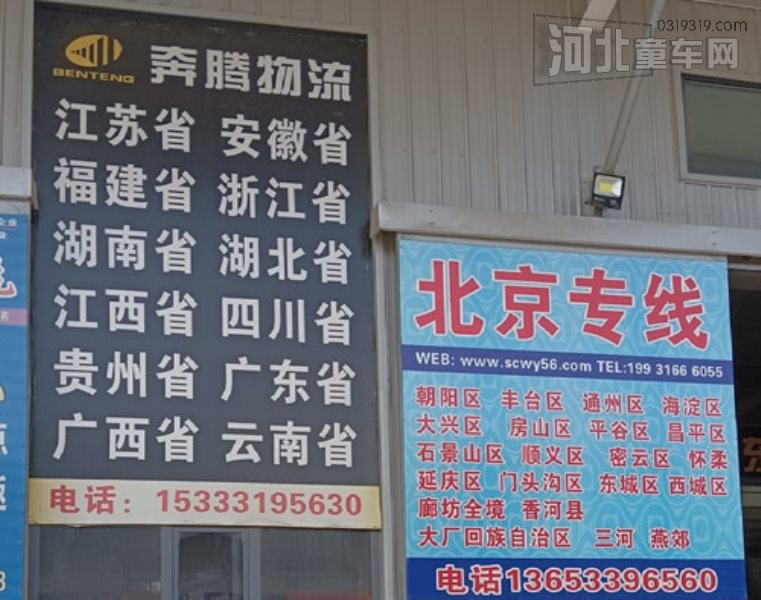 0319319.com
河北童车网
BENTENG 奔腾物流
江苏省 安徽省
福建省 浙江省
湖南省 湖北省
江西省 四川省
贵州省 广东省
广西省 云南省
电话：15333195630
北京专线
WEB: www.scwy56.com TEL:199 3166 6055
朝阳区 丰台区 通州区 海淀区
大兴区 房山区 平谷区 昌平区
石景山区 顺义区 密云区 怀柔
延庆区 门头沟区 东城区 西城区
廊坊全境 香河县
大厂回族自治区 三河 燕郊
电话13653396560